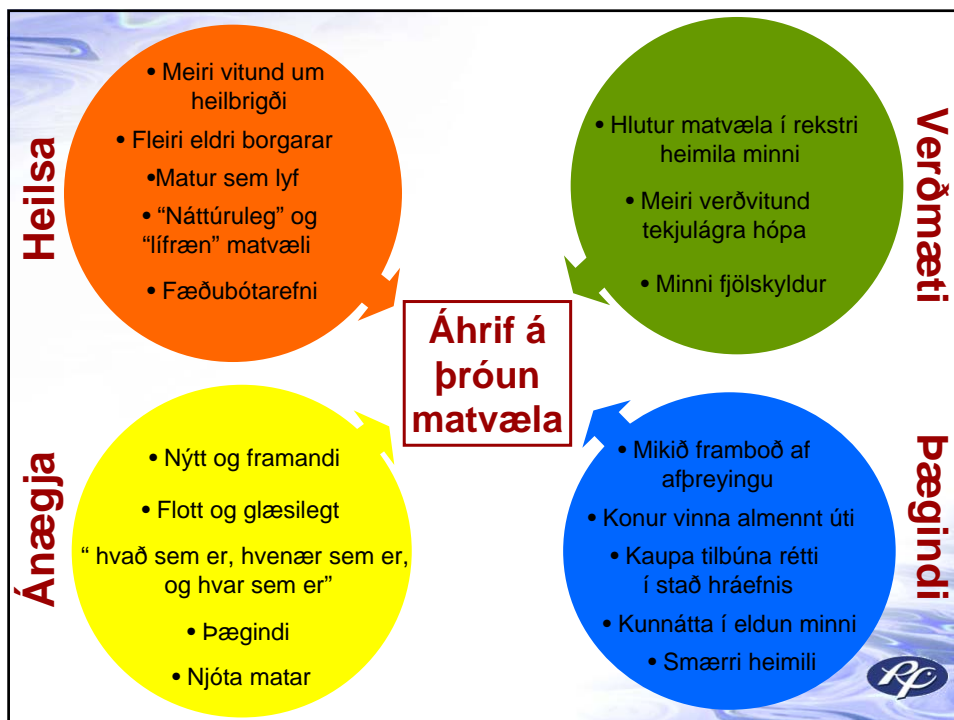 Heilsa
• Meiri vitund um
heilbrigði
• Fleiri eldri borgarar
•Matur sem lyf
• “Náttúruleg” og
“lífræn” matvæli
• Fæðubótarefni
Verðmæti
• Hlutur matvæla í rekstri
heimila minni
• Meiri verðvitund
tekjulágra hópa
• Minni fjölskyldur
Áhrif á
þróun
matvæla
Ánægja
• Nýtt og framandi
• Flott og glæsilegt
“ hvað sem er, hvenær sem er,
og hvar sem er”
• Þægindi
• Njóta matar
Þægindi
• Mikið framboð af
afþreyingu
• Konur vinna almennt úti
• Kaupa tilbúna rétti
í stað hráefnis
• Kunnátta í eldun minni
• Smærri heimili
Rf